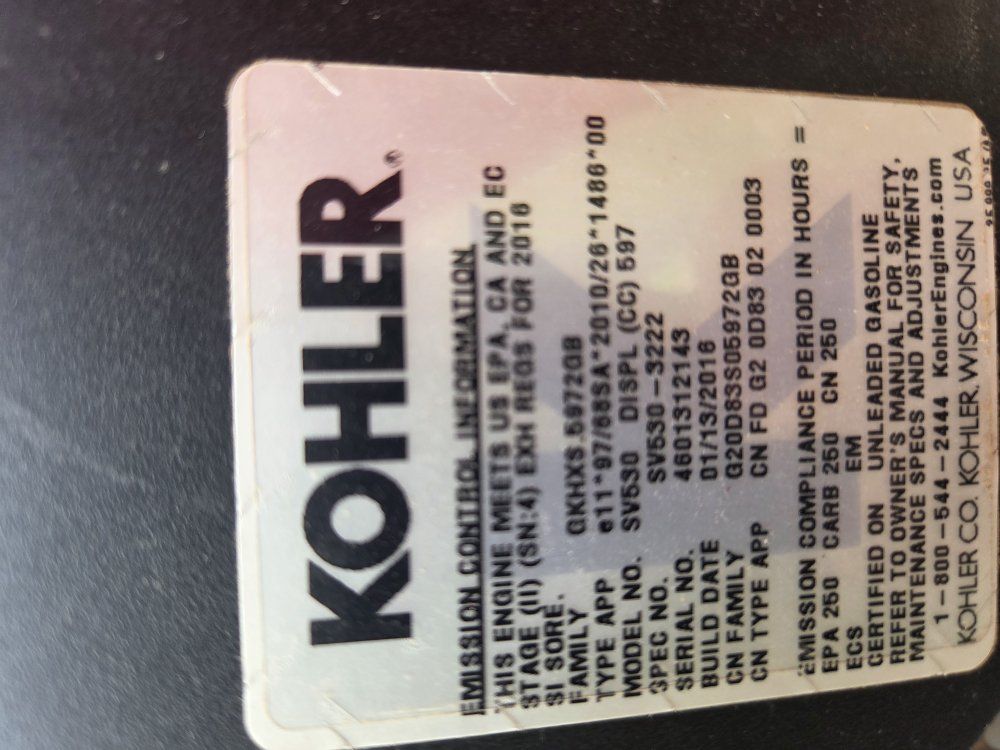 KOHLER®
EMISSION CONTROL INFORMATION
THIS ENGINE MEETS US EPA, CA AND EC
STAGE (II) (SN:4) EXH REGS FOR 2016
SI SORE.
FAMILY GKHXS.5972GB
TYPE APP e11*97/68SA*2010/26*1486*00
MODEL NO. SV530 DISPL (CC) 597
SPEC NO. SV530-3222
SERIAL NO. 4601312143
BUILD DATE 01/13/2016
CN FAMILY G20D83S05972GB
CN TYPE APP CN FD G2 0D83 02 0003
EMISSION COMPLIANCE PERIOD IN HOURS =
EPA 250 CARB 250 CN 250
ECS EM
CERTIFIED ON UNLEADED GASOLINE
REFER TO OWNER'S MANUAL FOR SAFETY,
MAINTENANCE SPECS AND ADJUSTMENTS
1-800-544-2444 KohlerEngines.com
KOHLER CO. KOHLER, WISCONSIN USA